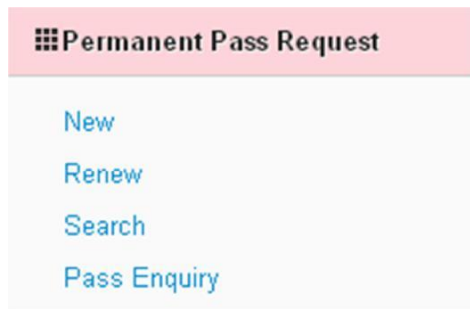 Permanent Pass Request
New
Renew
Search
Pass Enquiry